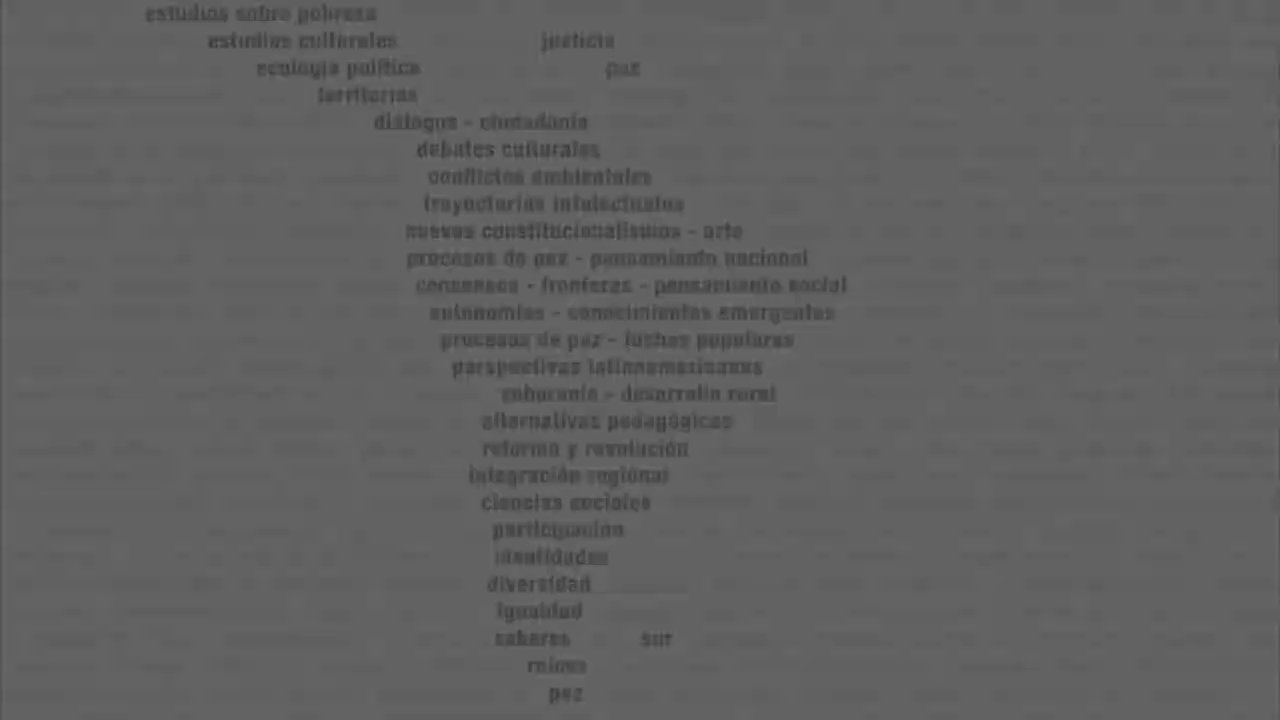 estudios sobre pobreza
estudios culturales justicia
ecología política paz
territorios
diálogos - ciudadanía
debates culturales
conflictos ambientales
trayectorias intelectuales
nuevos constitucionalismos - arte
procesos de paz - pensamiento nacional
consensos - fronteras - pensamiento social
autonomías - conocimientos emergentes
procesos de paz - luchas populares
perspectivas latinoamericanas
soberanía - desarrollo rural
alternativas pedagógicas
reforma y revolución
integración regional
ciencias sociales
participación
identidades
diversidad
igualdad
saberes sur
paz